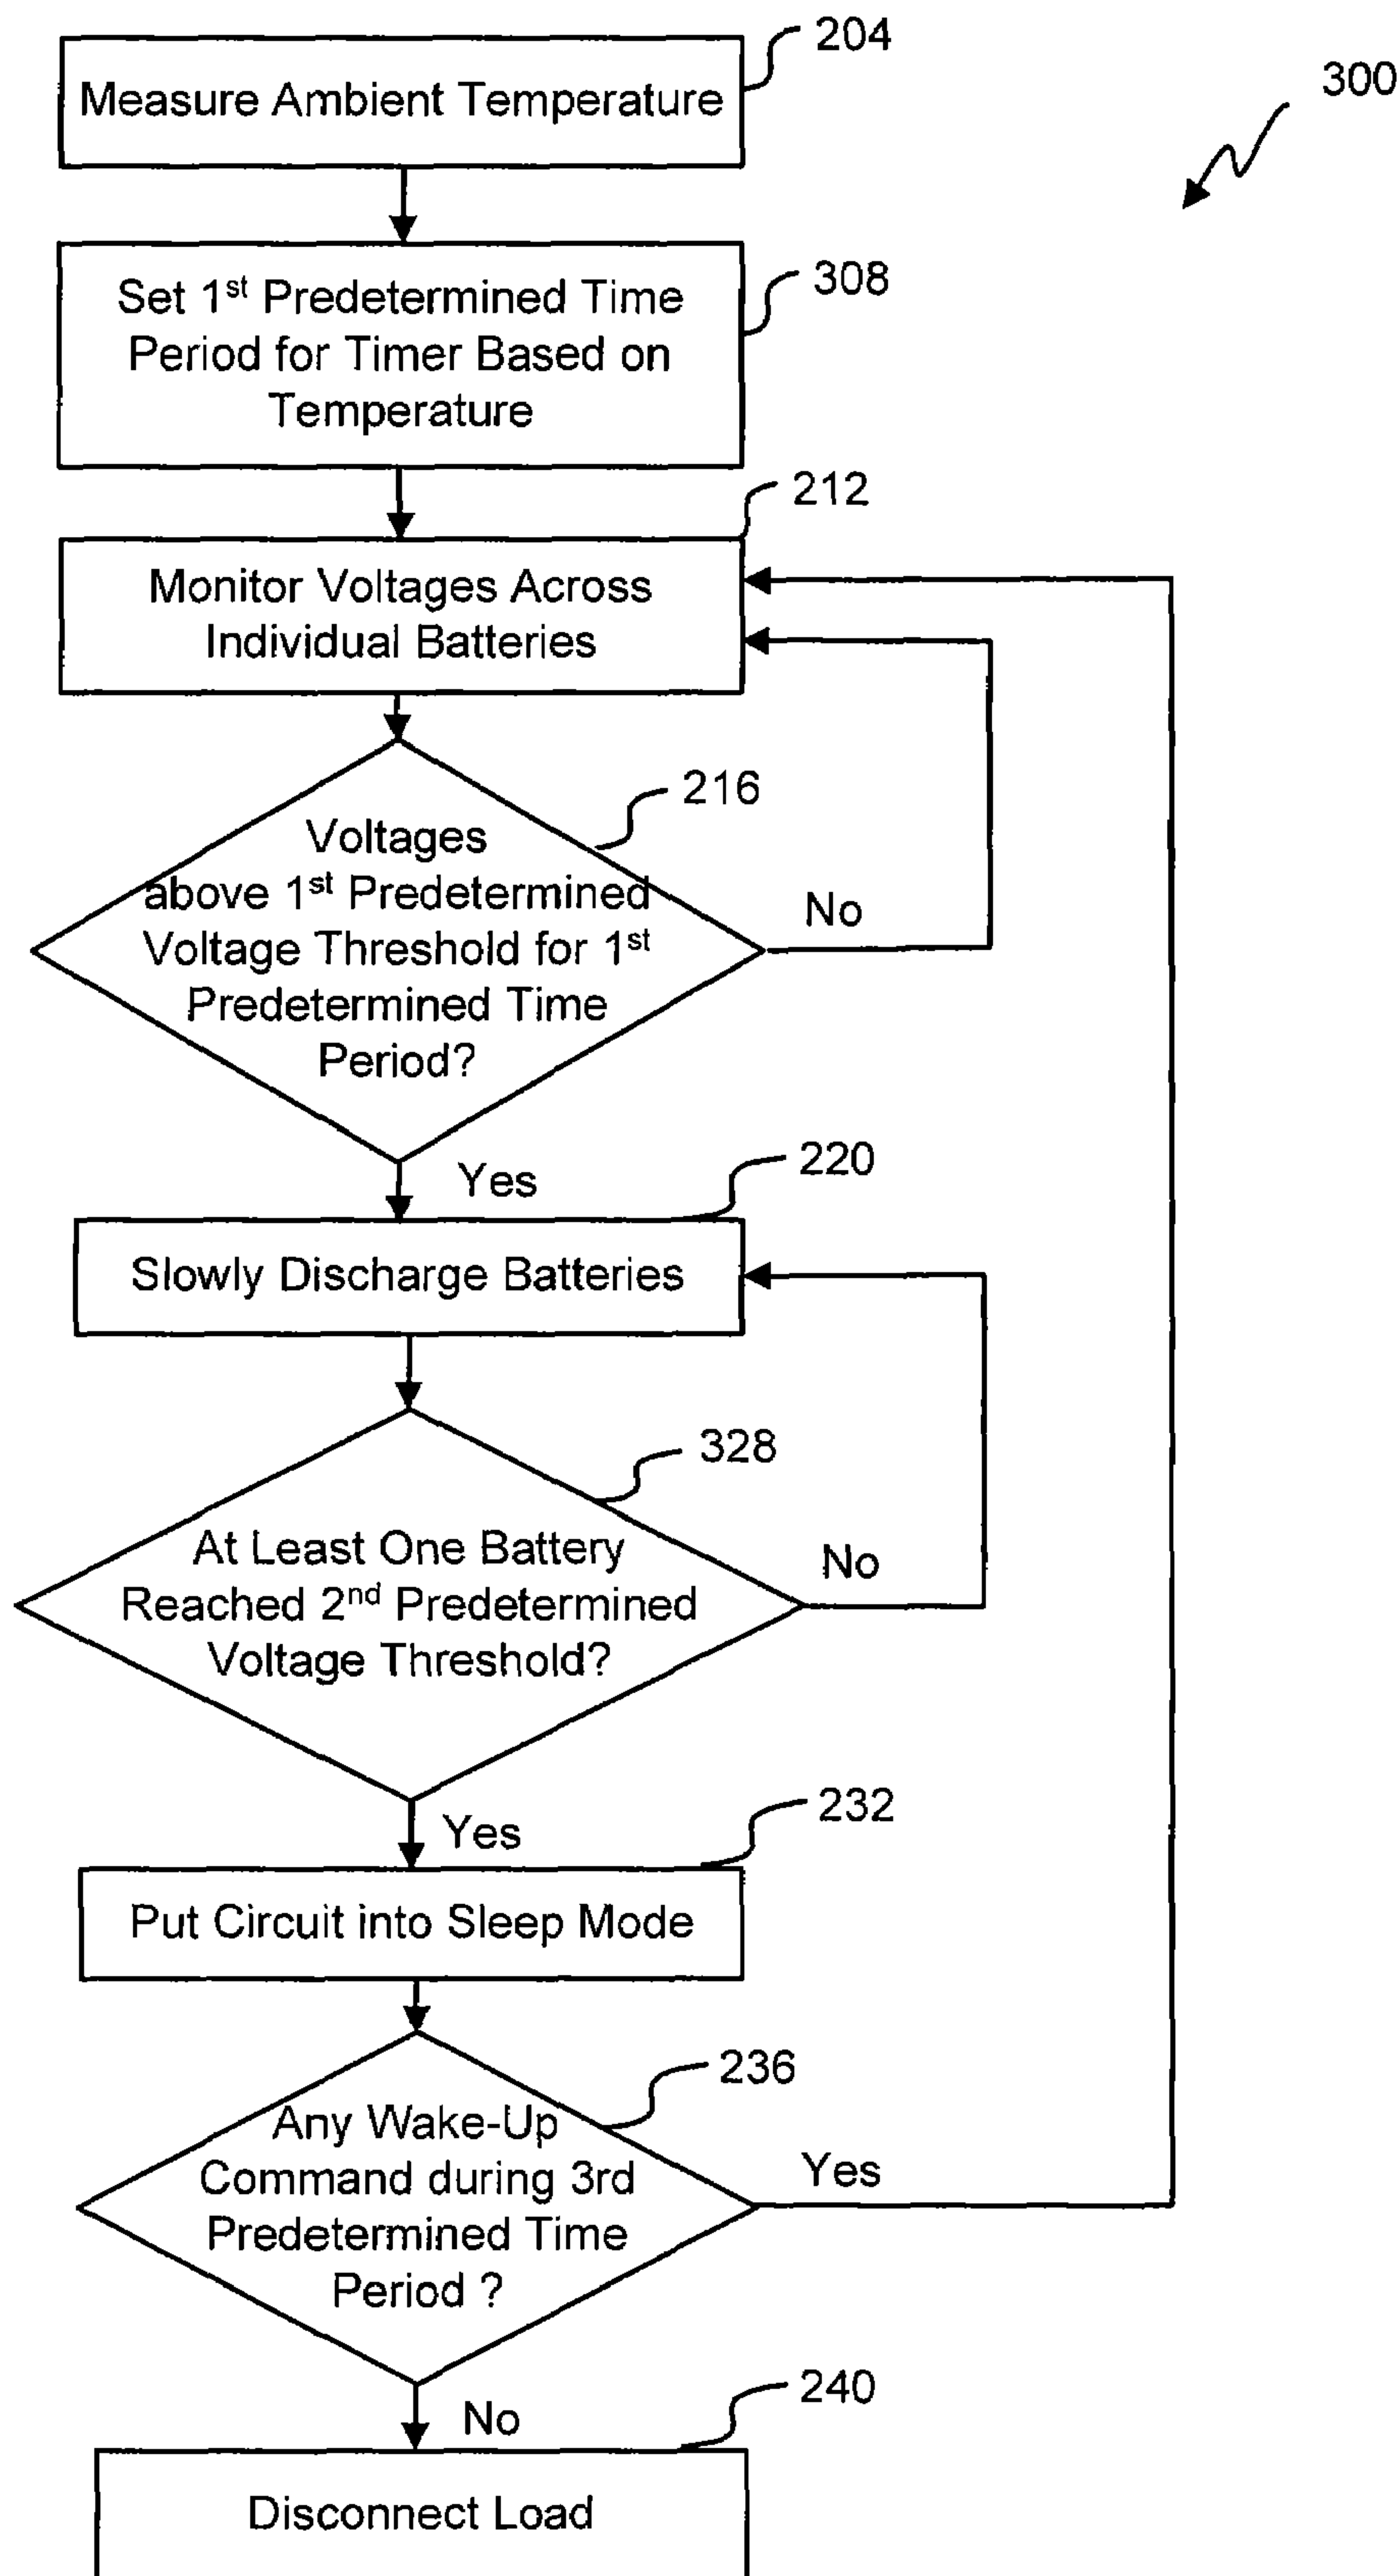 204
300
Measure Ambient Temperature
308
Set 1st Predetermined Time
Period for Timer Based on
Temperature
212
Monitor Voltages Across
Individual Batteries
216
Voltages
above 1st Predetermined
Voltage Threshold for 1st
Predetermined Time
Period?
No
Yes
220
Slowly Discharge Batteries
328
At Least One Battery
Reached 2nd Predetermined
Voltage Threshold?
No
Yes
232
Put Circuit into Sleep Mode
236
Any Wake-Up
Command during 3rd
Predetermined Time
Period ?
Yes
No
240
Disconnect Load